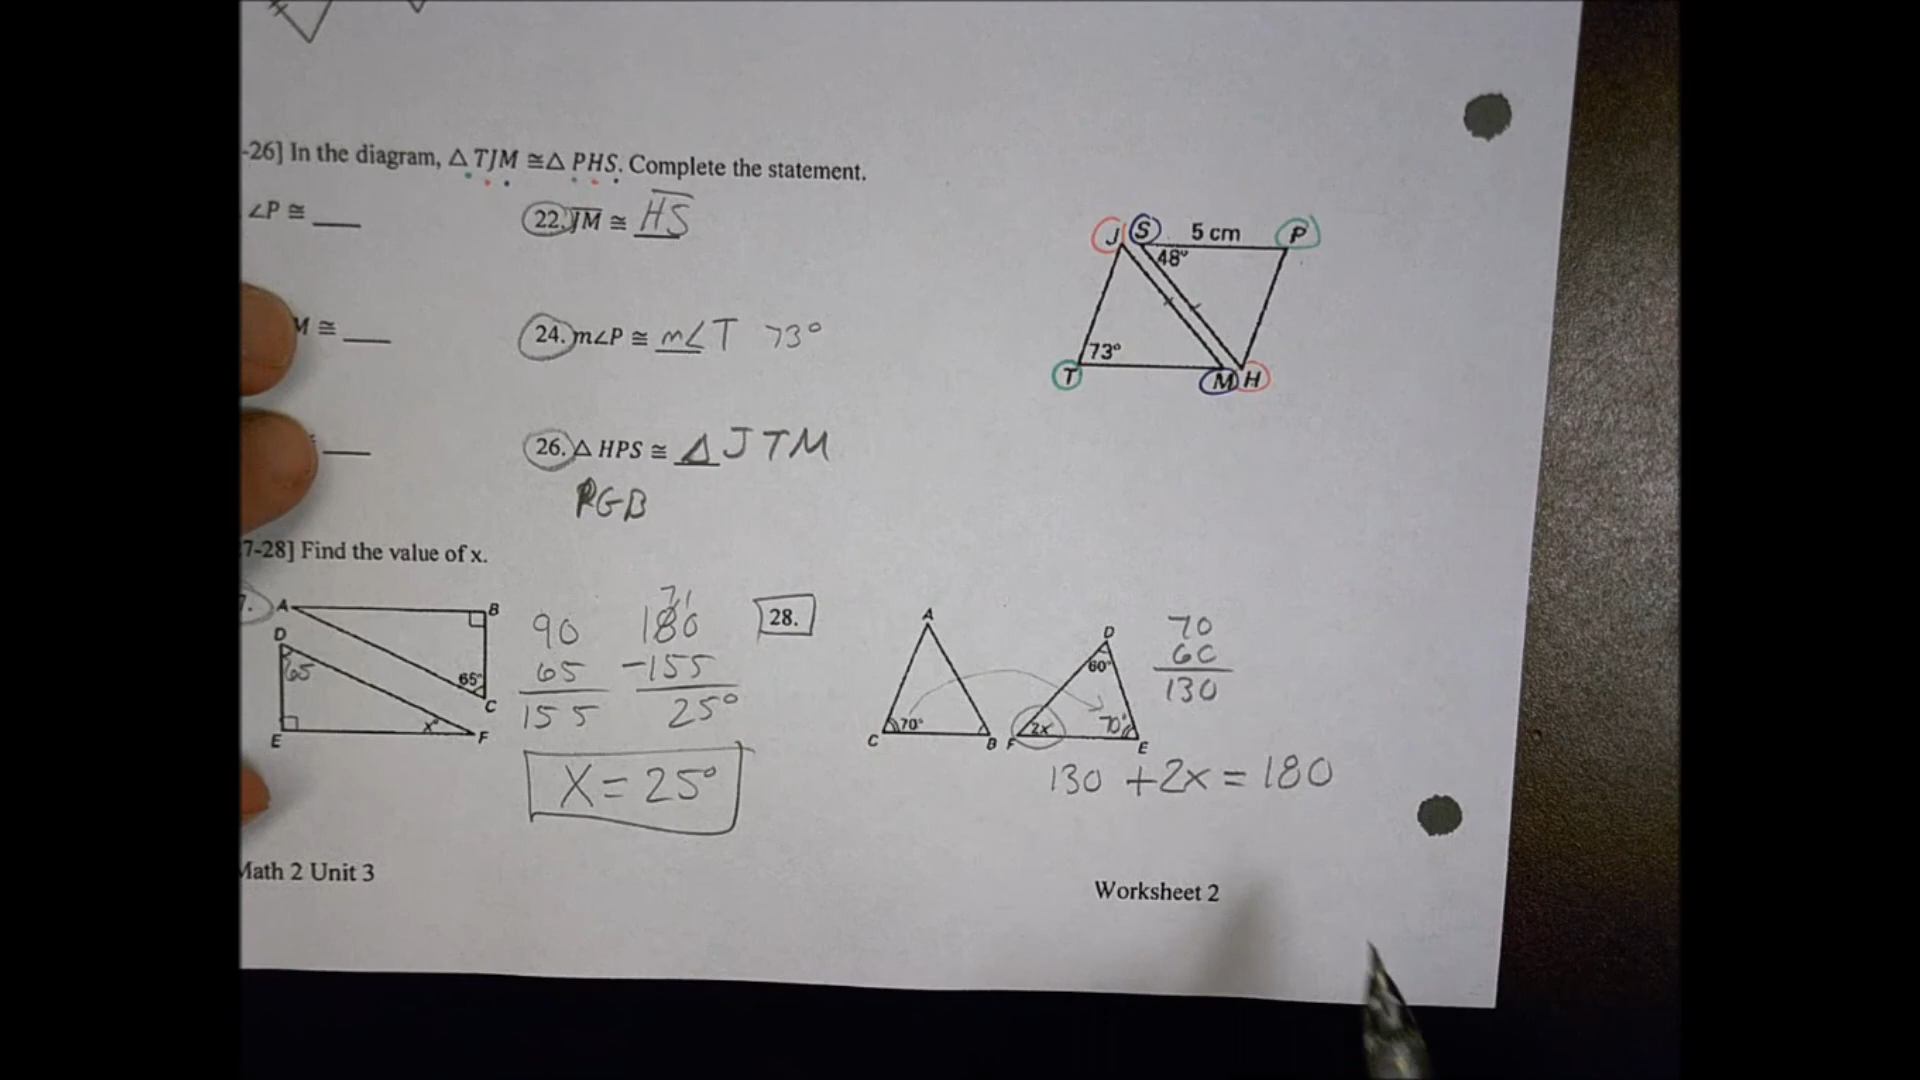 -26] In the diagram, △ TJM ≅ △ PHS. Complete the statement.
∠P ≅ ___
22. JM ≅ HS
J S 5 cm P
48°
M ≅ ___
24. m∠P ≅ m∠T 73°
73°
T M H
___
26. △ HPS ≅ △ JTM
RGB
7-28] Find the value of x.
7. A B
D
65
65°
C
E x° F
90
65
155
71
180
-155
25°
X = 25°
28.
A
70°
C B
D
60°
2x 70°
F E
70
60
130
130 + 2x = 180
Math 2 Unit 3
Worksheet 2